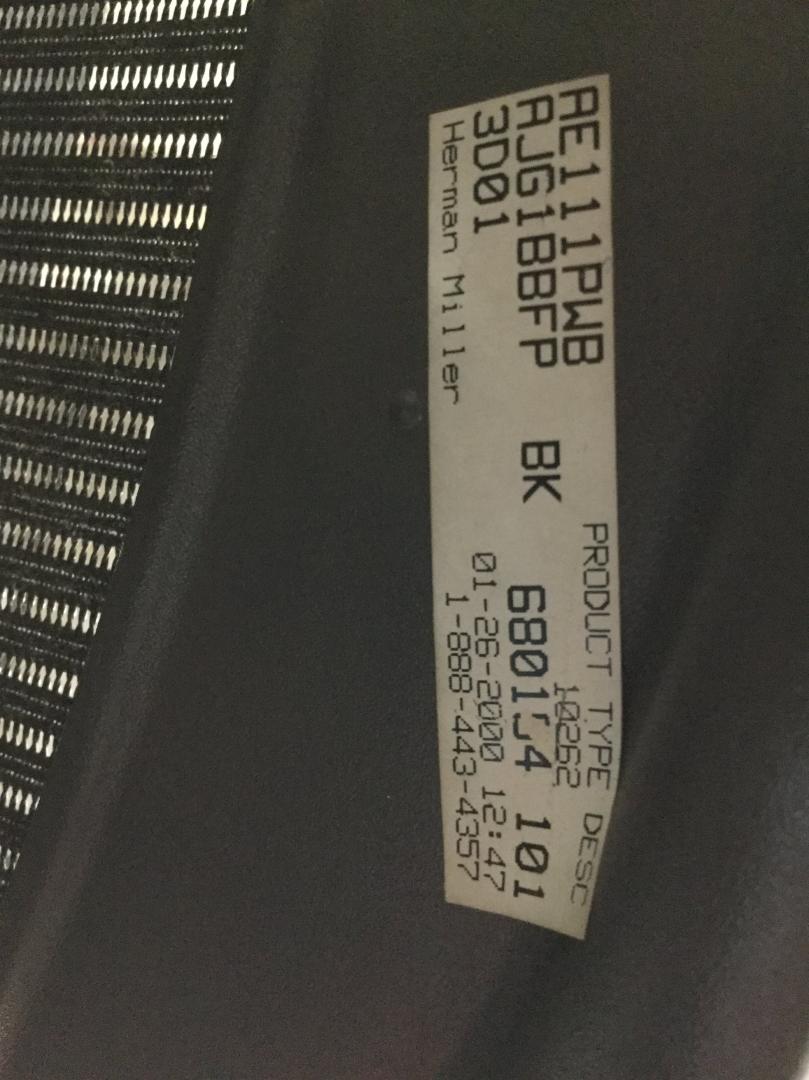 AE111PWB PRODUCT TYPE DESC
10262
AJG1BBFP BK 101
3D01 01-26-2000 12:47
Herman Miller 1-888-443-4357